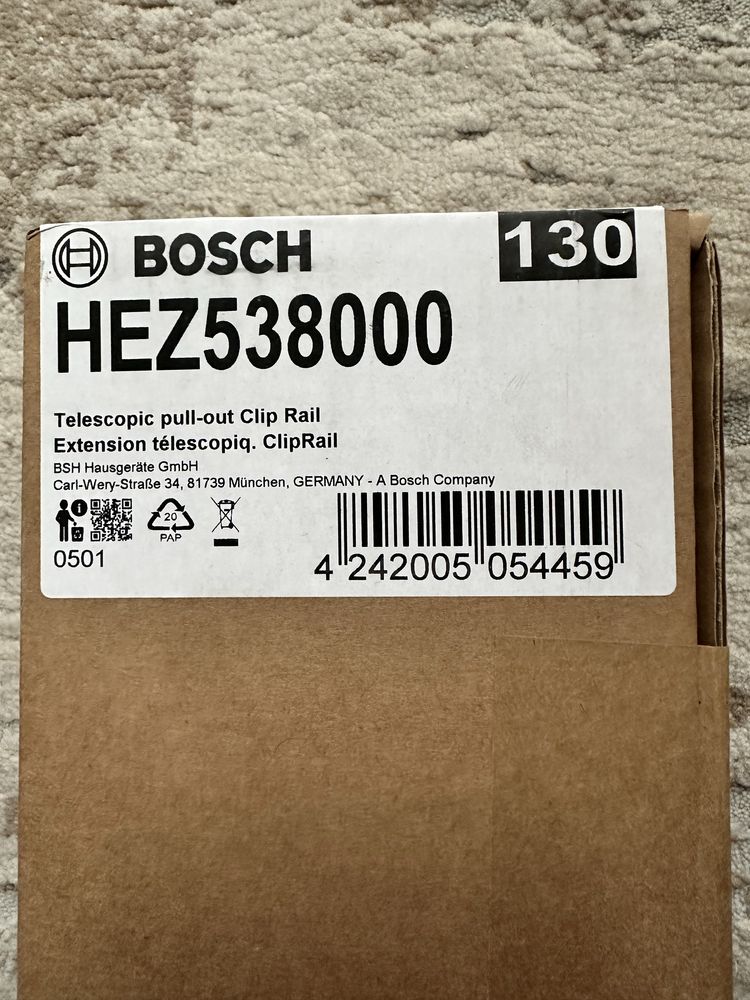 BOSCH
130
HEZ538000
Telescopic pull-out Clip Rail
Extension télescopiq. ClipRail
BSH Hausgeräte GmbH
Carl-Wery-Straße 34, 81739 München, GERMANY - A Bosch Company
i
20
PAP
0501
4 242005 054459